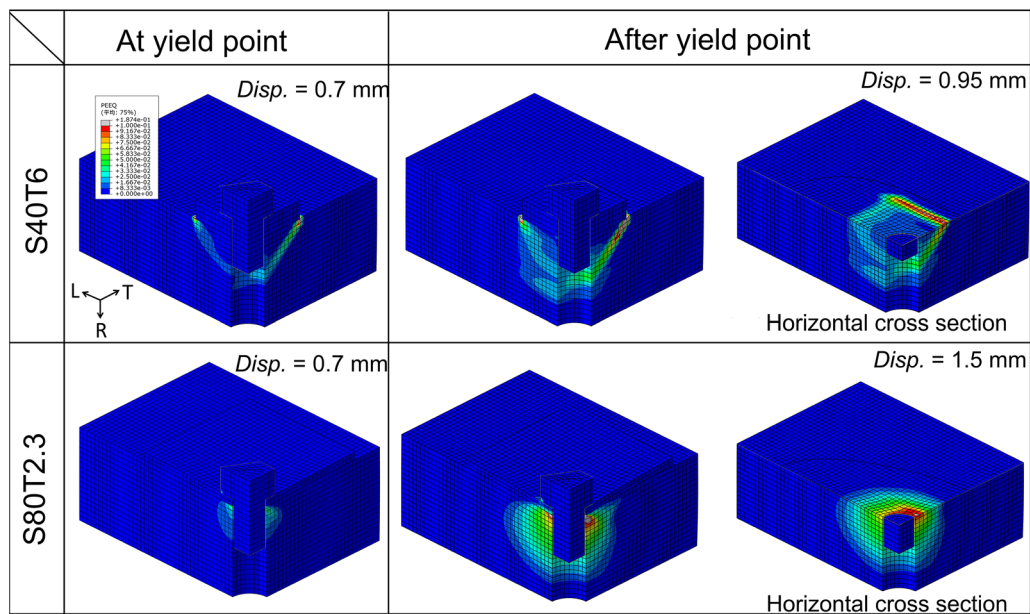 At yield point
After yield point
S40T6
Disp. = 0.7 mm
PEEQ
(平均: 75%)
+1.874e-01
+1.000e-01
+9.167e-02
+8.333e-02
+7.500e-02
+6.667e-02
+5.833e-02
+5.000e-02
+4.167e-02
+3.333e-02
+2.500e-02
+1.667e-02
+8.333e-03
+0.000e+00
L
T
R
Disp. = 0.95 mm
Horizontal cross section
S80T2.3
Disp. = 0.7 mm
Disp. = 1.5 mm
Horizontal cross section